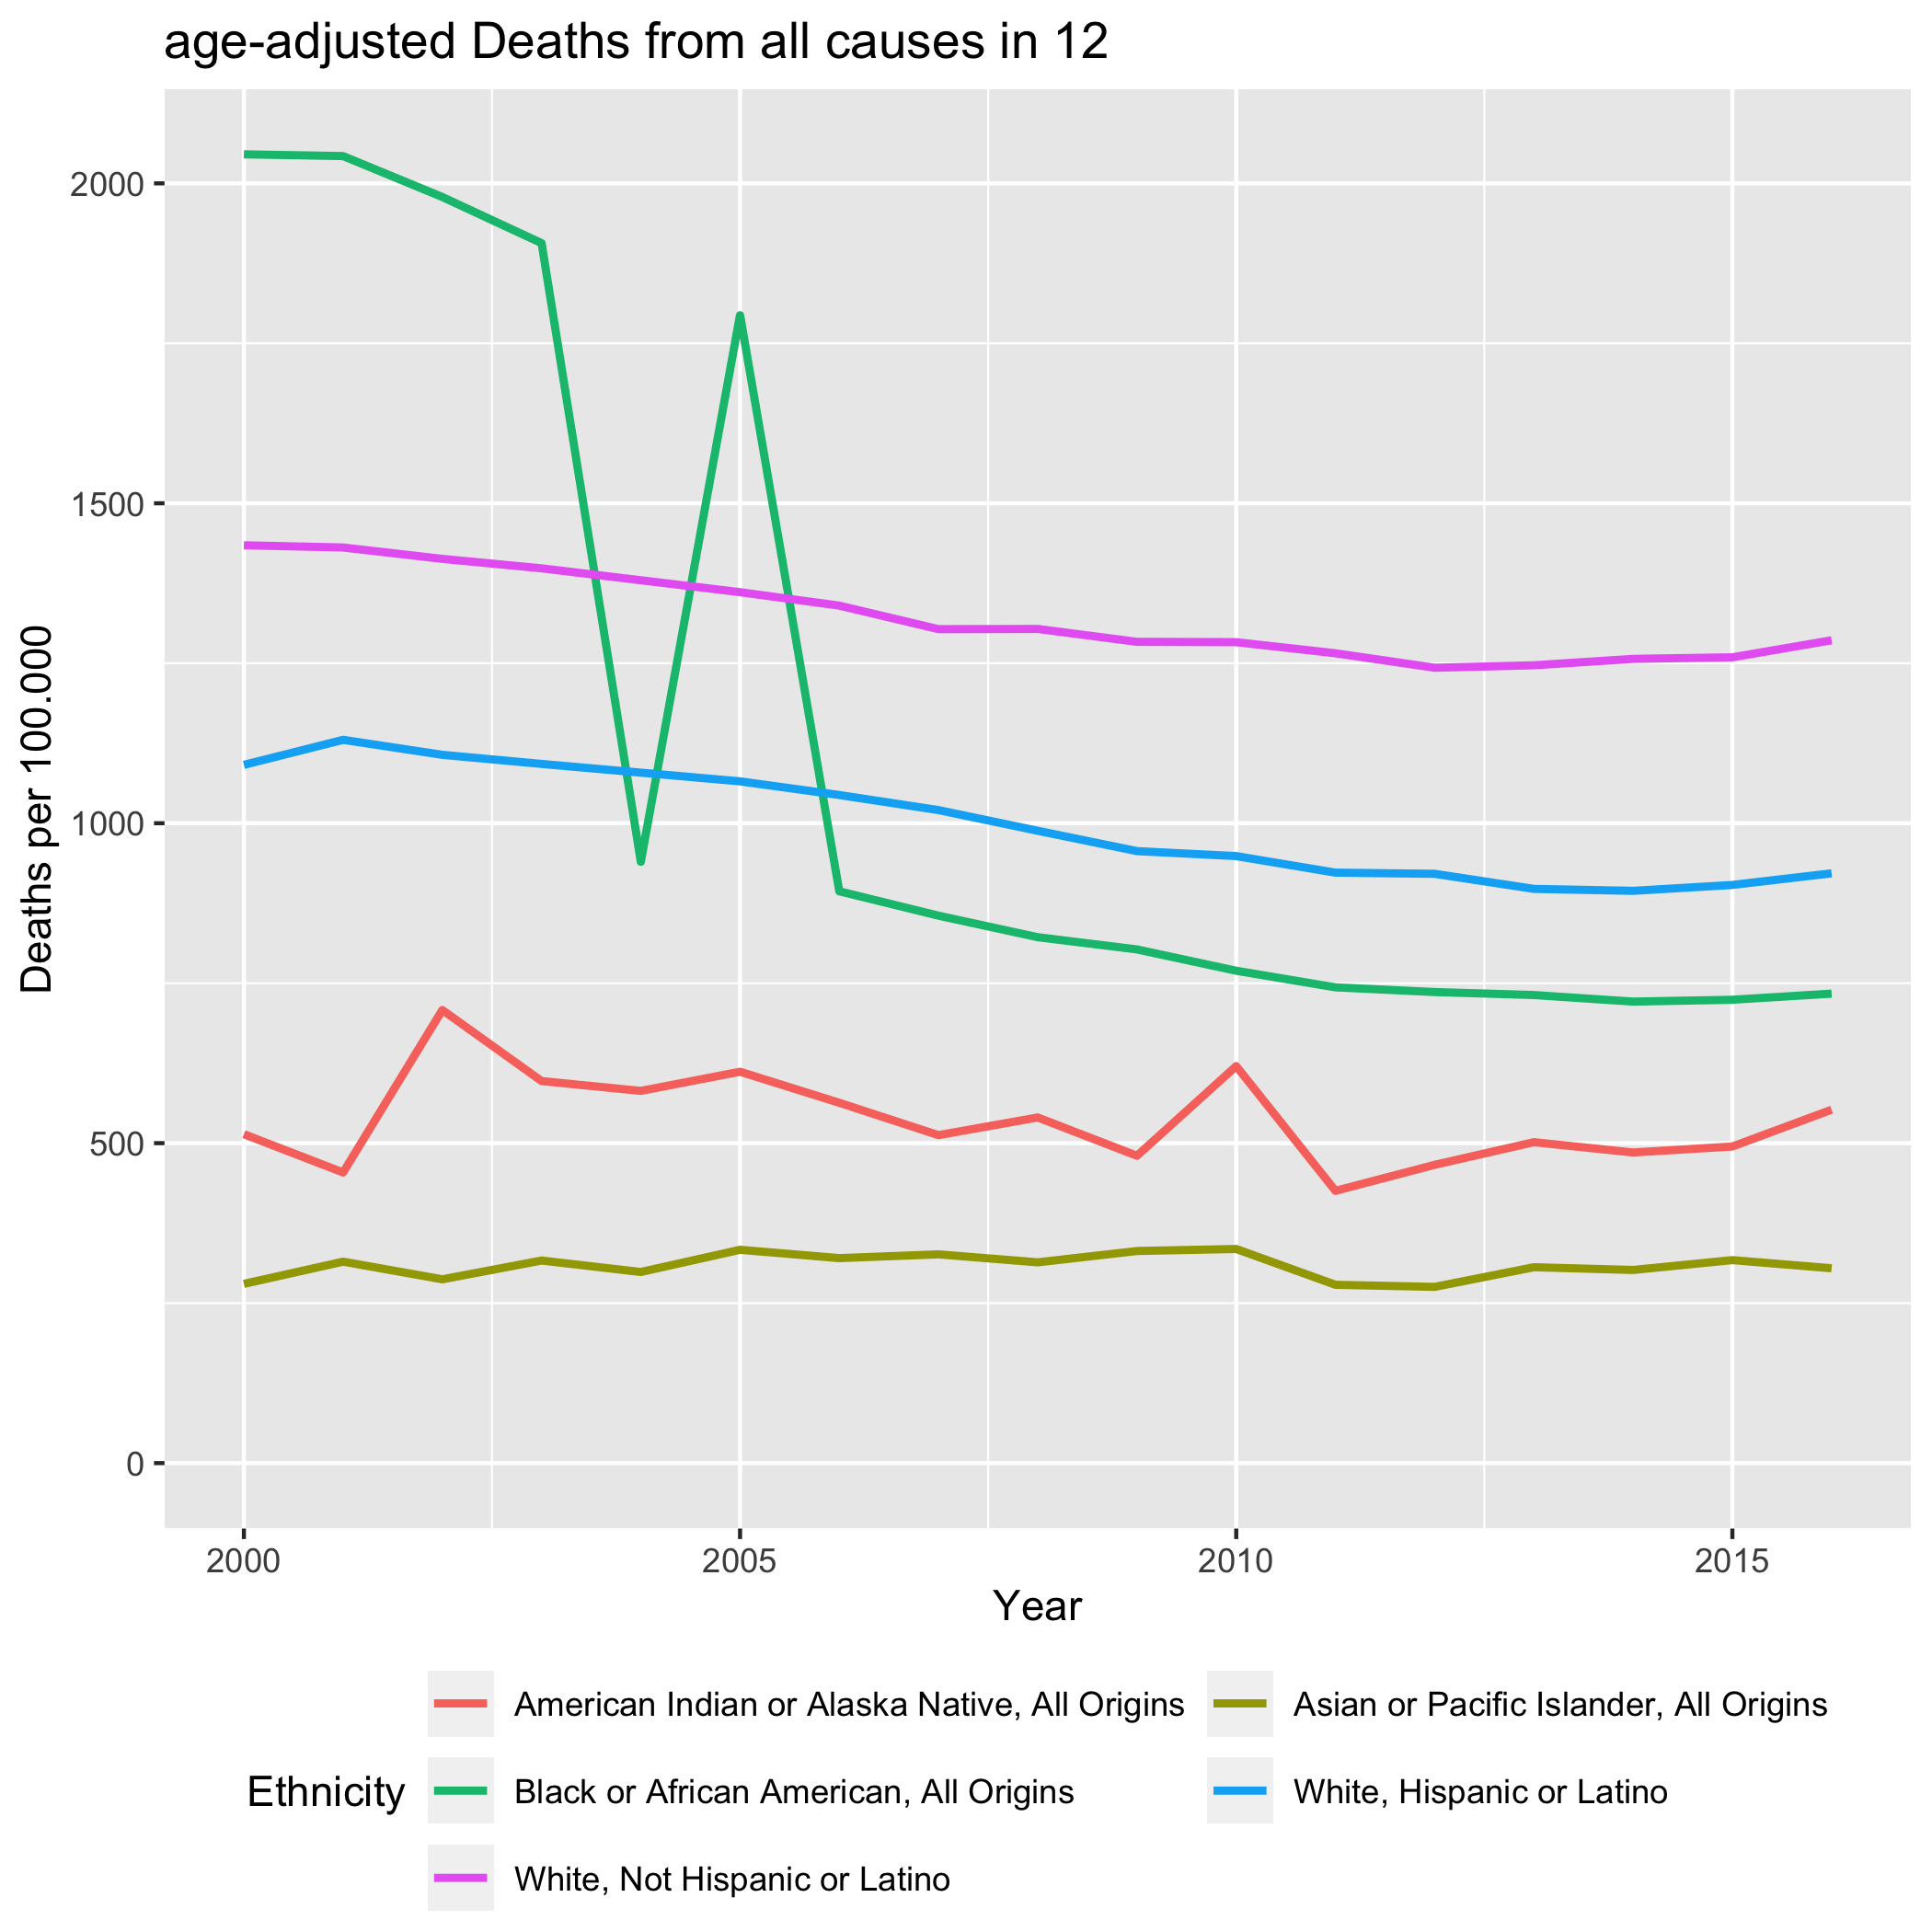 age-adjusted Deaths from all causes in 12
Deaths per 100.000
2000
1500
1000
500
0
2000 2005 2010 2015
Year
Ethnicity
American Indian or Alaska Native, All Origins
Asian or Pacific Islander, All Origins
Black or African American, All Origins
White, Hispanic or Latino
White, Not Hispanic or Latino